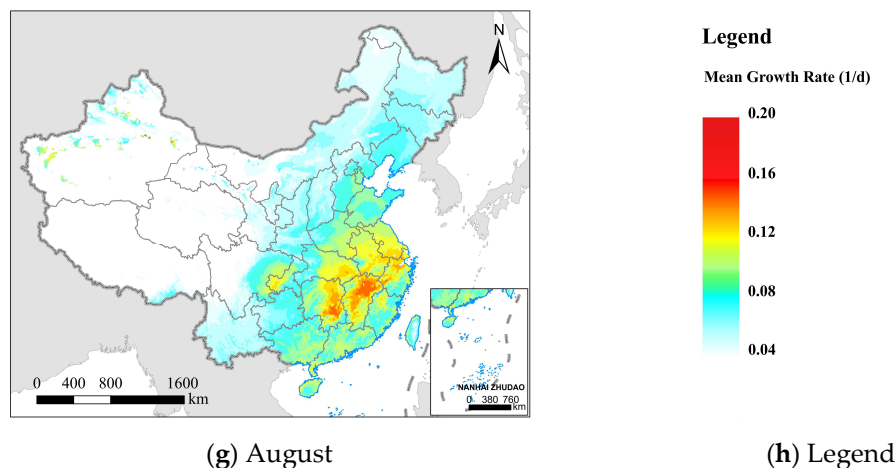 N
0 400 800 1600
km
NANHAI ZHUDAO
0 380 760
km
(g) August
Legend
Mean Growth Rate (1/d)
0.20
0.16
0.12
0.08
0.04
(h) Legend